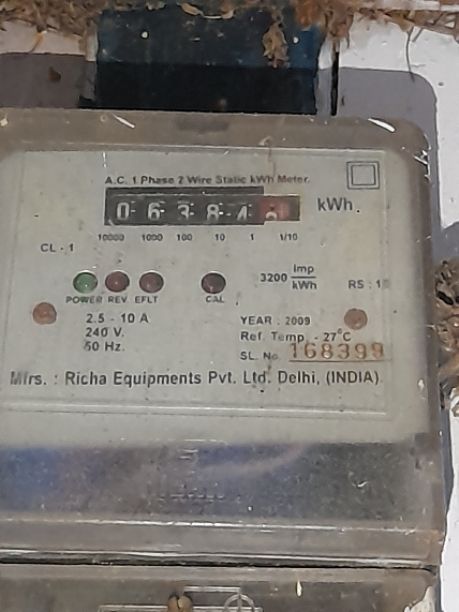 A.C. 1 Phase 2 Wire Static kWh Meter.
0 6 3 8 4
kWh
10000 1000 100 10 1 1/10
CL - 1
3200 imp/kWh
POWER REV EFLT CAL
2.5 - 10 A
240 V.
50 Hz.
YEAR : 2009
Ref. Temp. - 27°C
SL. No. 168399
Mfrs. : Richa Equipments Pvt. Ltd. Delhi, (INDIA)